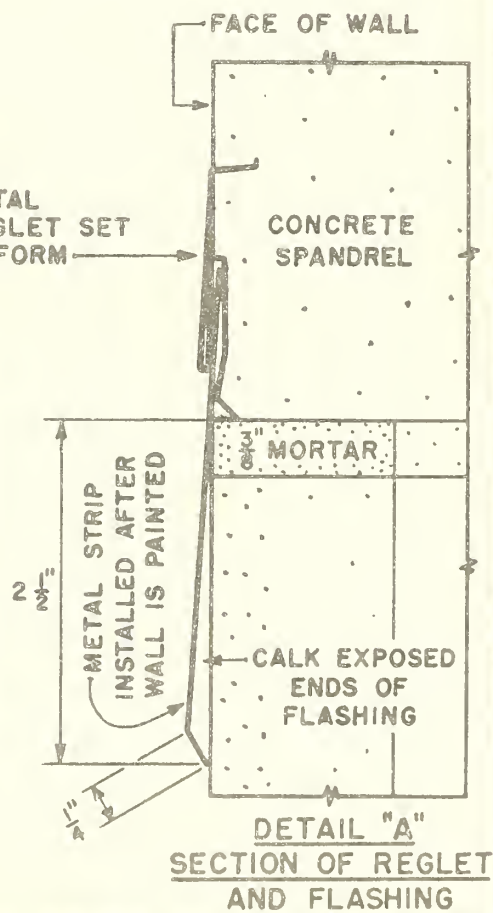 FACE OF WALL
TAL
GLET SET
FORM
CONCRETE
SPANDREL
3/8" MORTAR
2 1/2"
METAL STRIP
INSTALLED AFTER
WALL IS PAINTED
CALK EXPOSED
ENDS OF
FLASHING
1/4"
DETAIL "A"
SECTION OF REGLET
AND FLASHING